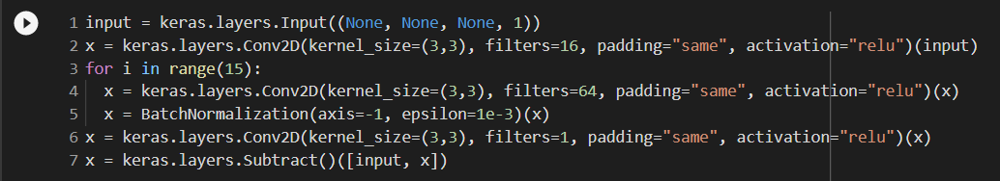 1 input = keras.layers.Input((None, None, None, 1))
2 x = keras.layers.Conv2D(kernel_size=(3,3), filters=16, padding="same", activation="relu")(input)
3 for i in range(15):
4   x = keras.layers.Conv2D(kernel_size=(3,3), filters=64, padding="same", activation="relu")(x)
5   x = BatchNormalization(axis=-1, epsilon=1e-3)(x)
6 x = keras.layers.Conv2D(kernel_size=(3,3), filters=1, padding="same", activation="relu")(x)
7 x = keras.layers.Subtract()([input, x])